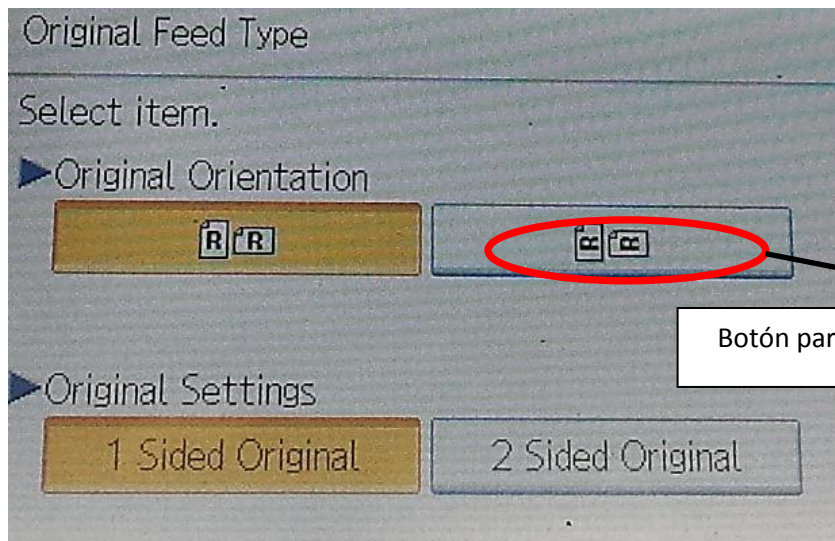 Original Feed Type
Select item.
Original Orientation
R R R R
Botón par
Original Settings
1 Sided Original 2 Sided Original